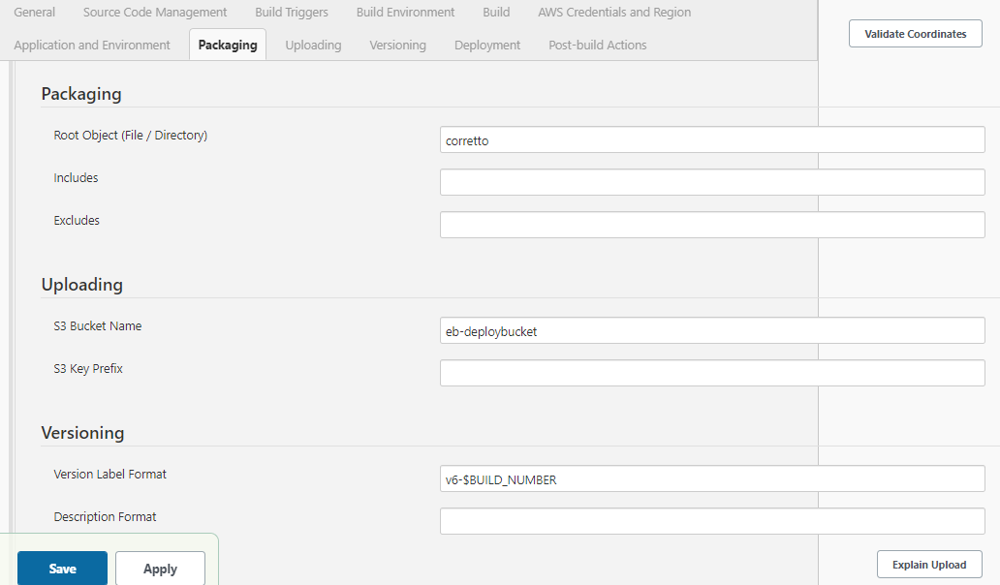 General Source Code Management Build Triggers Build Environment Build AWS Credentials and Region
Application and Environment Packaging Uploading Versioning Deployment Post-build Actions
Validate Coordinates
Packaging
Root Object (File / Directory) corretto
Includes
Excludes
Uploading
S3 Bucket Name eb-deploybucket
S3 Key Prefix
Versioning
Version Label Format v6-$BUILD_NUMBER
Description Format
Save Apply Explain Upload